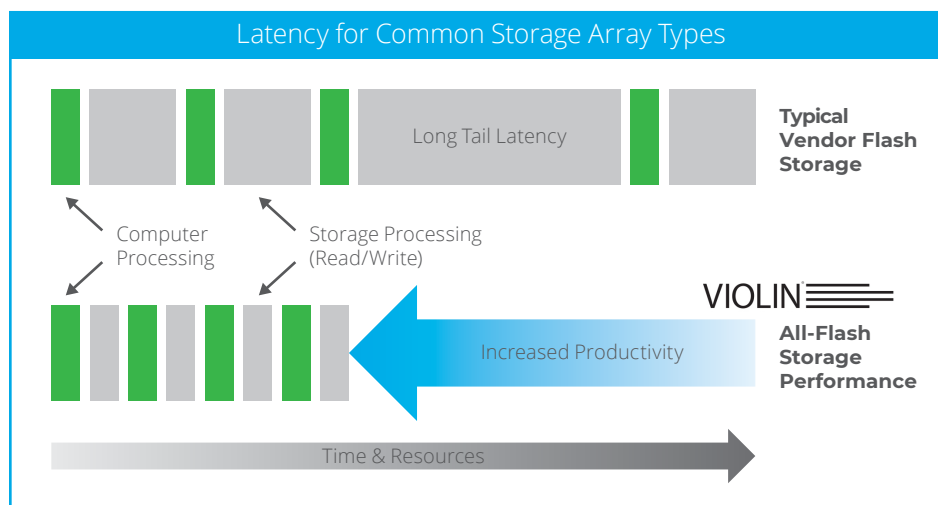 Latency for Common Storage Array Types
Long Tail Latency
Typical
Vendor Flash
Storage
Computer
Processing
Storage Processing
(Read/Write)
VIOLIN
Increased Productivity
All-Flash
Storage
Performance
Time & Resources